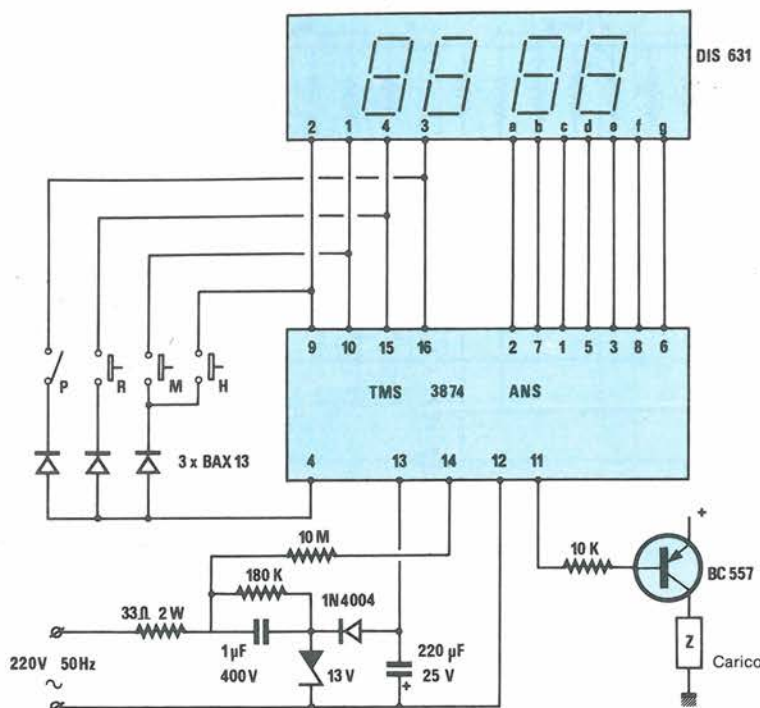 DIS 631
2 1 4 3 a b c d e f g
9 10 15 16 2 7 1 5 3 8 6
P R M H
TMS 3874 ANS
3 x BAX 13
4 13 14 12 11
10 M
10 K
+
BC 557
180 K
1N4004
33Ω 2 W
220V 50Hz
~
1µF
400V
13 V
220 µF
25 V
+
Z
Carico